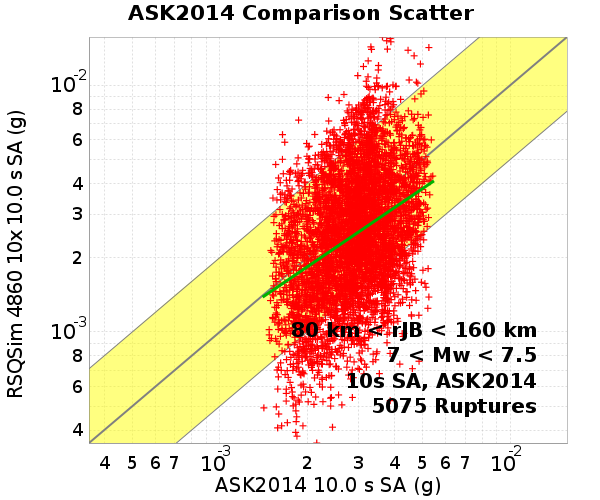 ASK2014 Comparison Scatter
RSQSim 4860 10x 10.0 s SA (g)
10-2
8
6
4
3
2
10-3
8
6
4
80 km < rJB < 160 km
7 < Mw < 7.5
10s SA, ASK2014
5075 Ruptures
4 5 6 7 10-3 2 3 4 5 6 7 10-2
ASK2014 10.0 s SA (g)